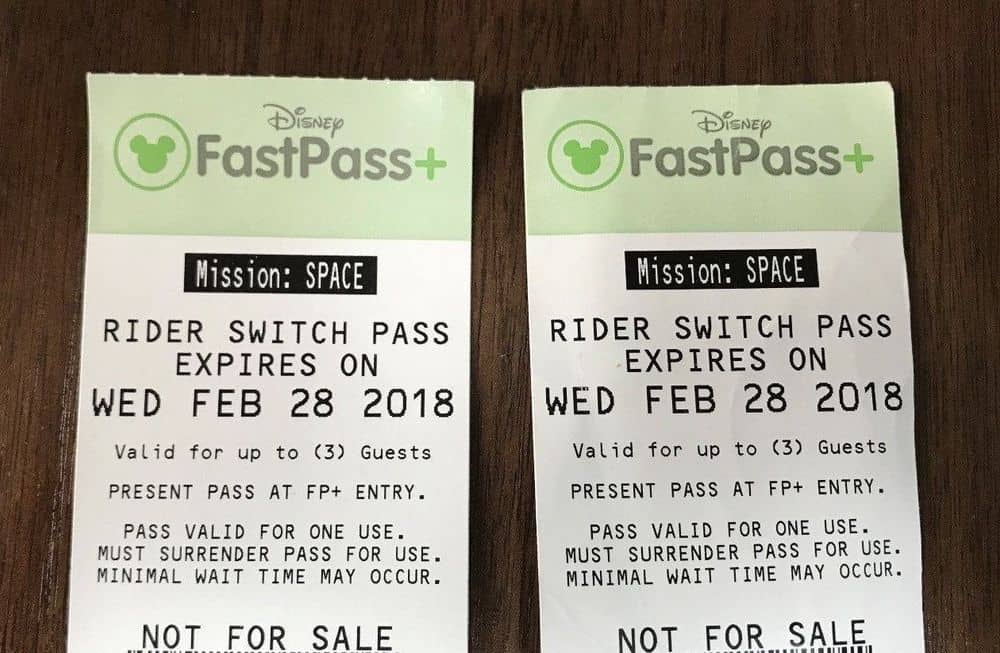 Disney
FastPass+
Mission: SPACE
RIDER SWITCH PASS
EXPIRES ON
WED FEB 28 2018
Valid for up to (3) Guests
PRESENT PASS AT FP+ ENTRY.
PASS VALID FOR ONE USE.
MUST SURRENDER PASS FOR USE.
MINIMAL WAIT TIME MAY OCCUR.
NOT FOR SALE
Disney
FastPass+
Mission: SPACE
RIDER SWITCH PASS
EXPIRES ON
WED FEB 28 2018
Valid for up to (3) Guests
PRESENT PASS AT FP+ ENTRY.
PASS VALID FOR ONE USE.
MUST SURRENDER PASS FOR USE.
MINIMAL WAIT TIME MAY OCCUR.
NOT FOR SALE